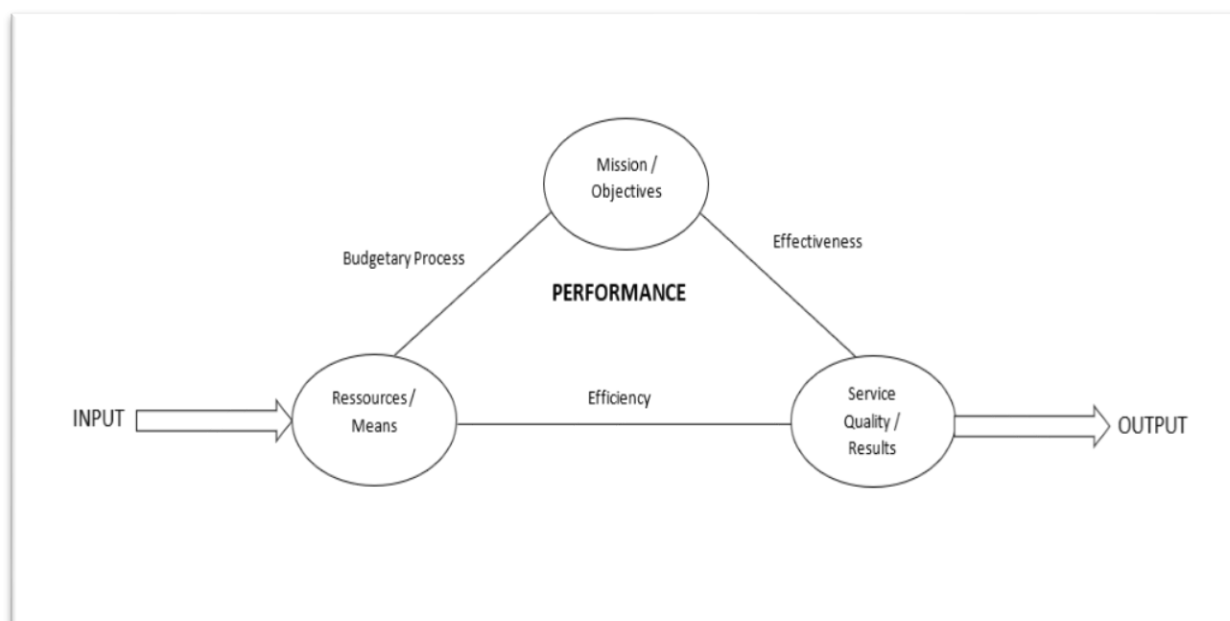 Mission /
Objectives
Effectiveness
Budgetary Process
PERFORMANCE
Ressources /
Means
Efficiency
Service
Quality /
Results
INPUT
OUTPUT